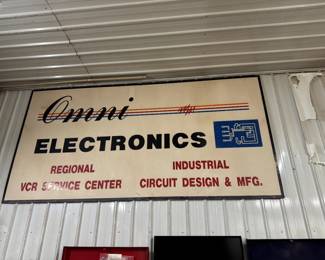 Omni
ELECTRONICS
REGIONAL
VCR SERVICE CENTER
INDUSTRIAL
CIRCUIT DESIGN & MFG.